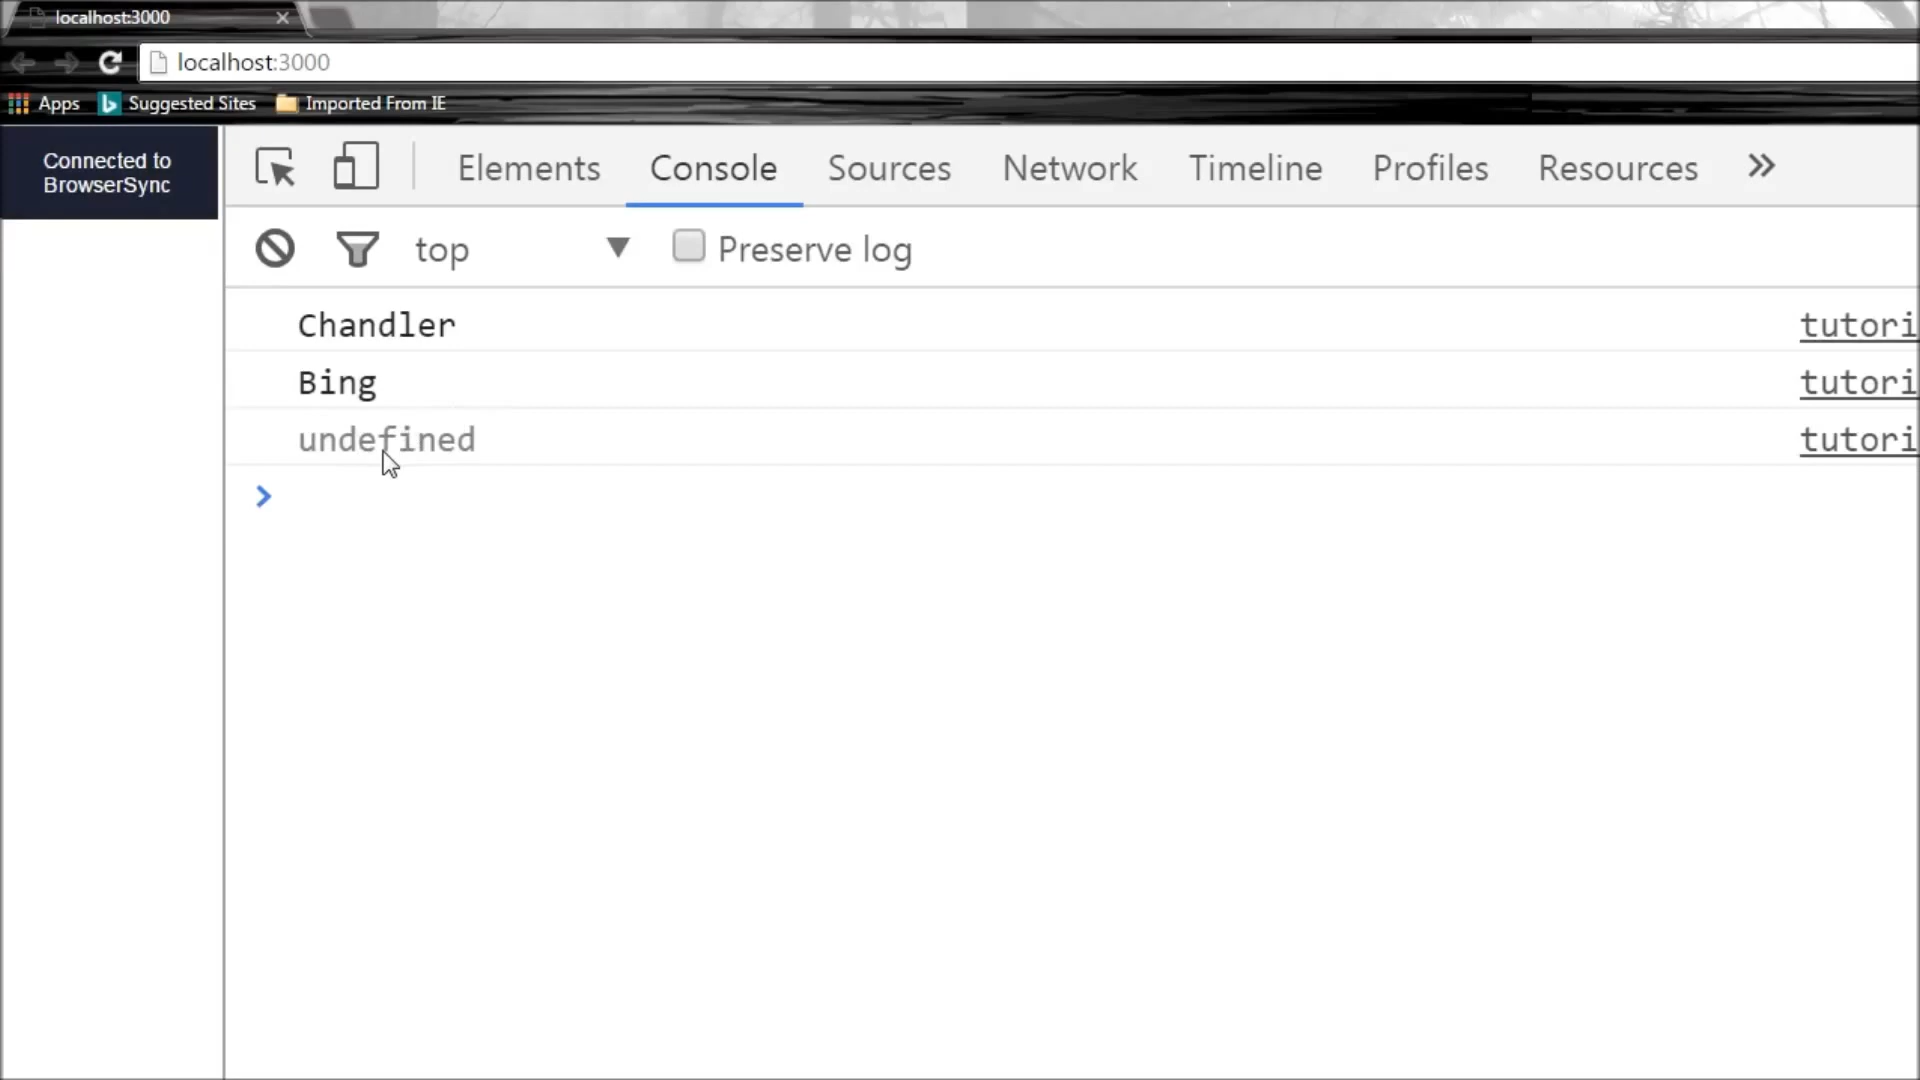 localhost:3000
localhost:3000
Apps Suggested Sites Imported From IE
Connected to
BrowserSync
Elements Console Sources Network Timeline Profiles Resources
top Preserve log
Chandler tutori
Bing tutori
undefined tutori